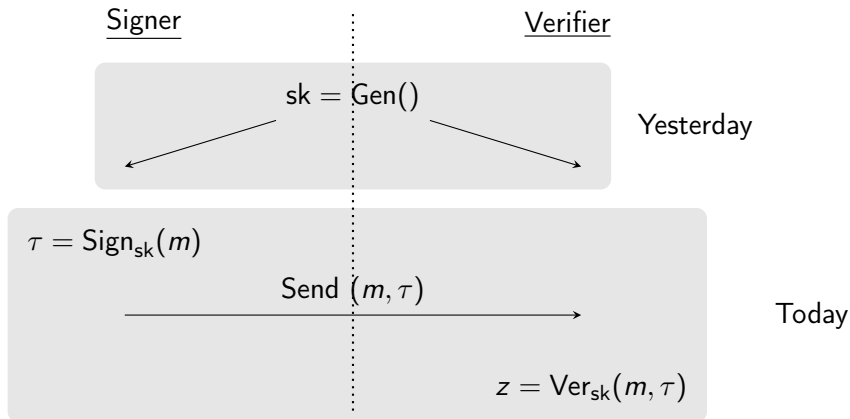 Signer
Verifier
sk = Gen()
Yesterday
τ = Sign_sk(m)
Send (m, τ)
Today
z = Ver_sk(m, τ)